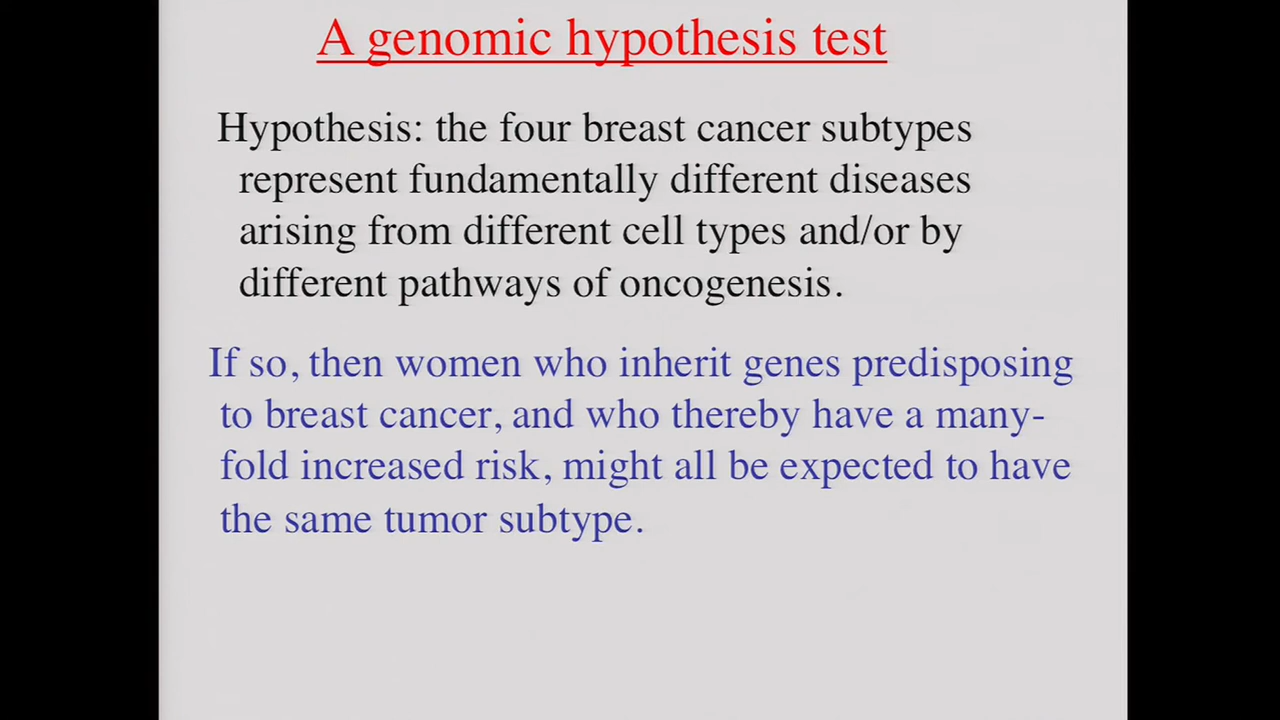 A genomic hypothesis test
Hypothesis: the four breast cancer subtypes
represent fundamentally different diseases
arising from different cell types and/or by
different pathways of oncogenesis.
If so, then women who inherit genes predisposing
to breast cancer, and who thereby have a many-
fold increased risk, might all be expected to have
the same tumor subtype.